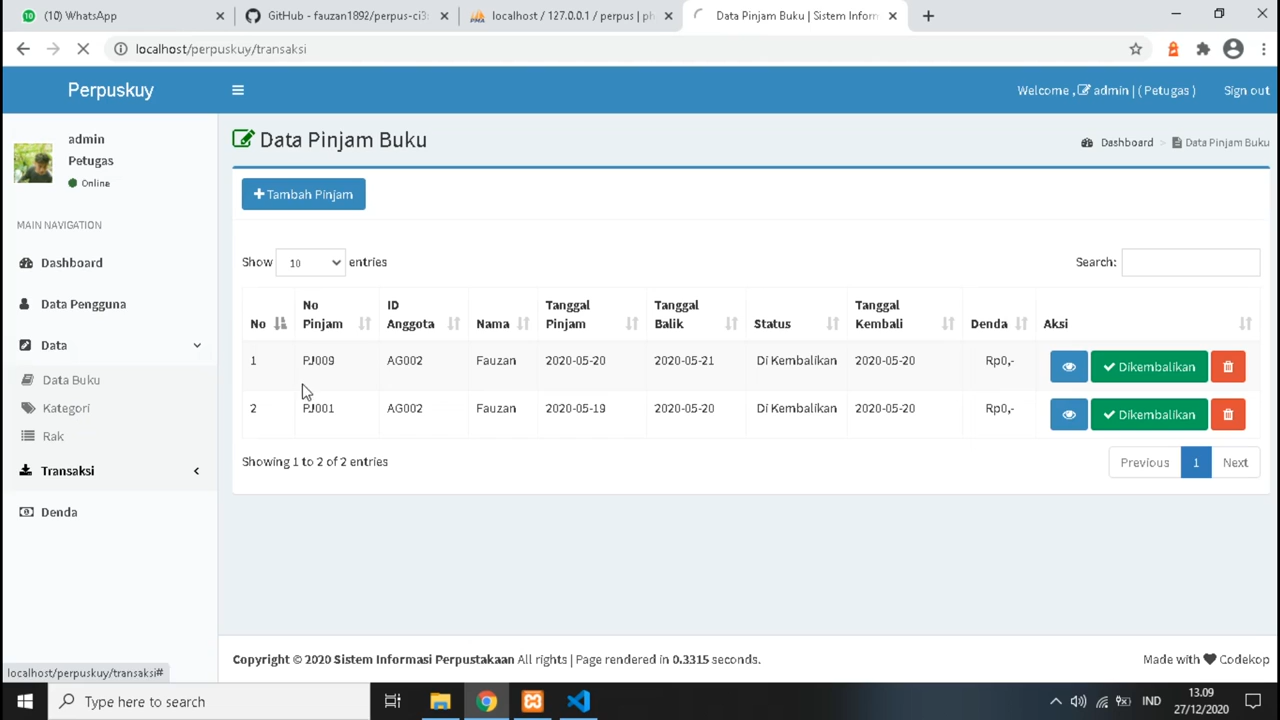 (10) WhatsApp
GitHub - fauzan1892/perpus-ci3:
localhost / 127.0.0.1 / perpus | ph
Data Pinjam Buku | Sistem Inform
localhost/perpuskuy/transaksi
Perpuskuy
Welcome , admin | ( Petugas )
Sign out
admin
Petugas
Online
MAIN NAVIGATION
Dashboard
Data Pengguna
Data
Data Buku
Kategori
Rak
Transaksi
Denda
Data Pinjam Buku
Dashboard > Data Pinjam Buku
Tambah Pinjam
Show 10 entries
Search:
No No Pinjam ID Anggota Nama Tanggal Pinjam Tanggal Balik Status Tanggal Kembali Denda Aksi
1 PJ009 AG002 Fauzan 2020-05-20 2020-05-21 Di Kembalikan 2020-05-20 Rp0,- Dikembalikan
2 PJ001 AG002 Fauzan 2020-05-19 2020-05-20 Di Kembalikan 2020-05-20 Rp0,- Dikembalikan
Showing 1 to 2 of 2 entries
Previous 1 Next
Copyright © 2020 Sistem Informasi Perpustakaan All rights | Page rendered in 0.3315 seconds.
Made with ♥ Codekop
localhost/perpuskuy/transaksi#
Type here to search
IND
13.09
27/12/2020